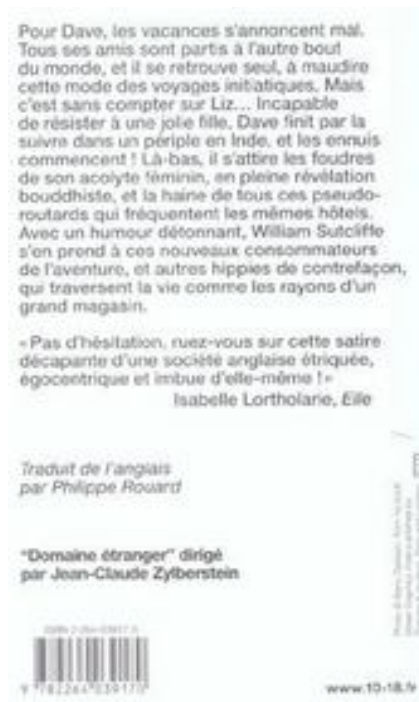 Pour Dave, les vacances s'annoncent mal.
Tous ses amis sont partis à l'autre bout
du monde, et il se retrouve seul, à maudire
cette mode des voyages initiatiques. Mais
c'est sans compter sur Liz... Incapable
de résister à une jolie fille, Dave finit par la
suivre dans un périple en Inde, et les ennuis
commencent ! Là-bas, il s'attire les foudres
de son acolyte féminin, en pleine révélation
bouddhiste, et la haine de tous ces pseudo-
routards qui fréquentent les mêmes hôtels.
Avec un humour détonnant, William Sutcliffe
s'en prend à ces nouveaux consommateurs
de l'aventure, et autres hippies de contrefaçon,
qui traversent la vie comme les rayons d'un
grand magasin.
« Pas d'hésitation, ruez-vous sur cette satire
décapante d'une société anglaise étriquée,
égocentrique et imbue d'elle-même ! »
Isabelle Lortholarie, Elle
Traduit de l'anglais
par Philippe Rouard
"Domaine étranger" dirigé
par Jean-Claude Zylberstein
9 782264 039170
www.10-18.fr